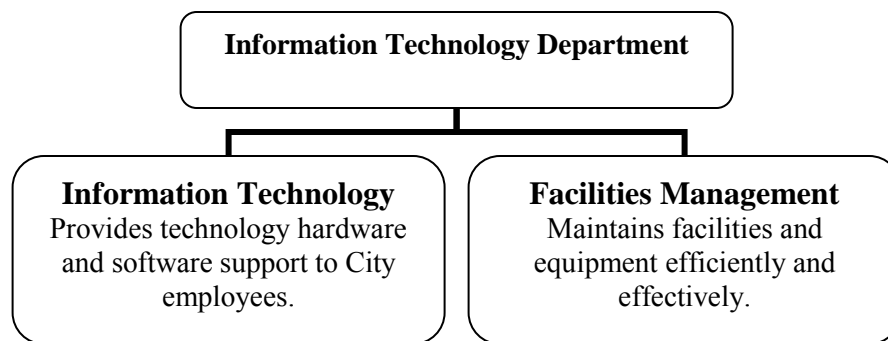 Information Technology Department
Information Technology
Provides technology hardware
and software support to City
employees.
Facilities Management
Maintains facilities and
equipment efficiently and
effectively.